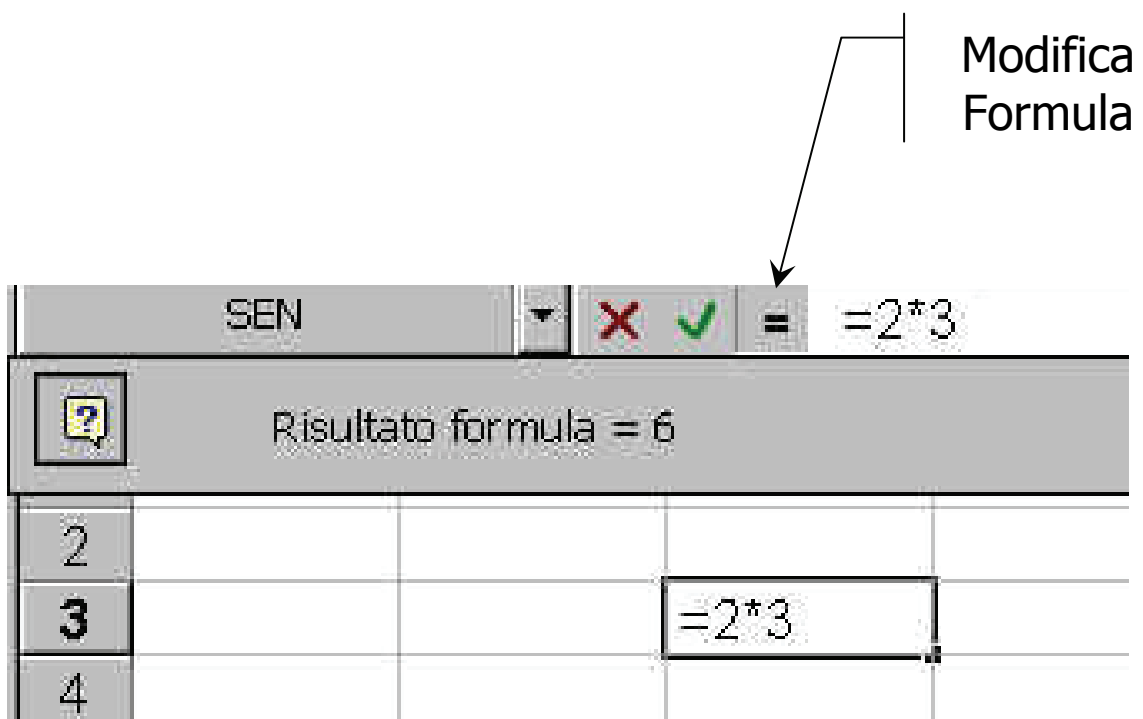 Modifica
Formula
SEN = =2*3
? Risultato formula = 6
2
3 =2*3
4